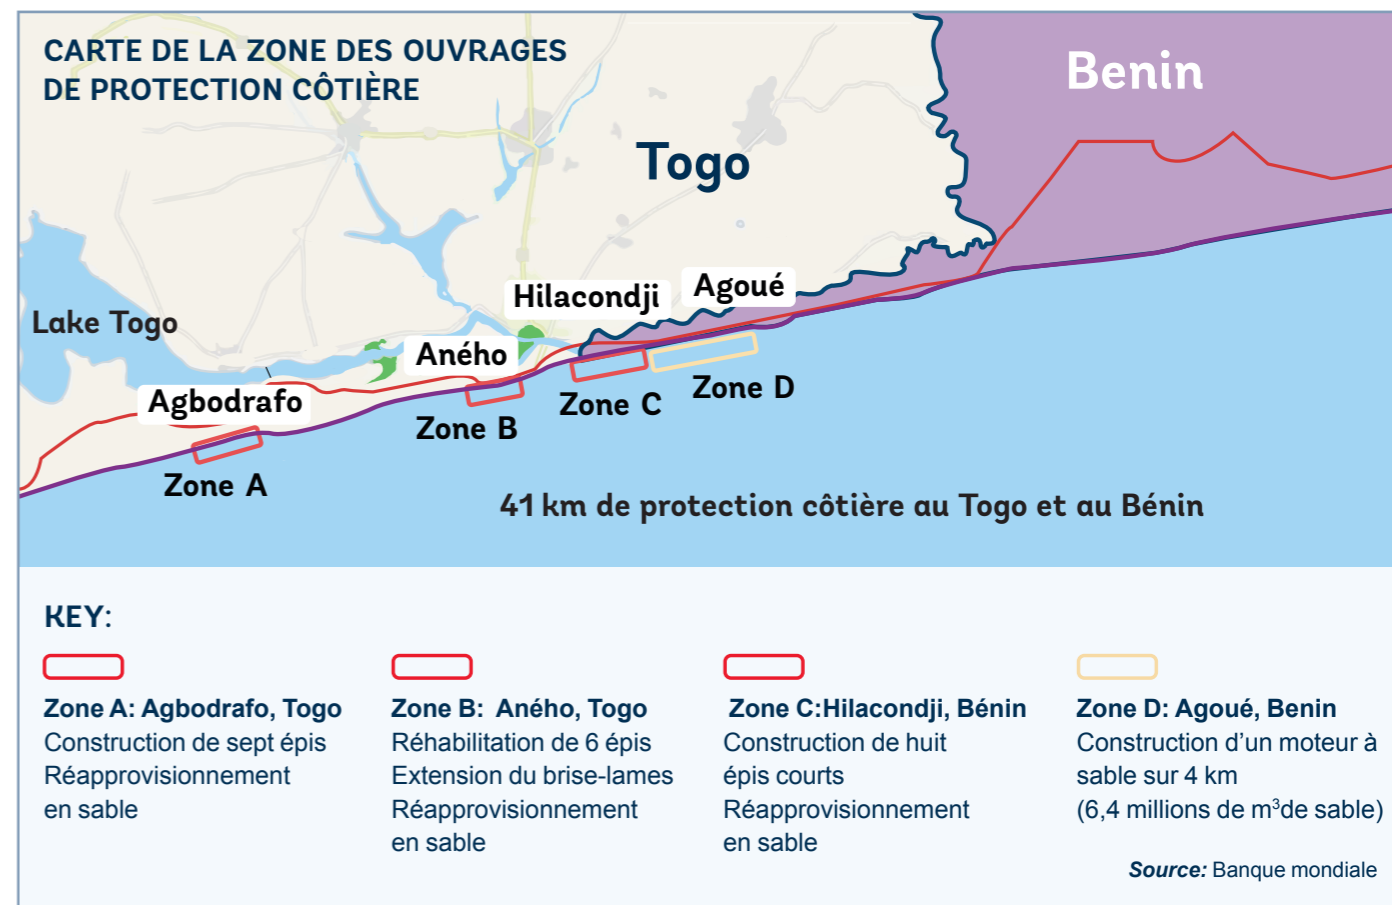 CARTE DE LA ZONE DES OUVRAGES
DE PROTECTION CÔTIÈRE
Benin
Togo
Hilacondji
Agoué
Lake Togo
Aného
Agbodrafo
Zone D
Zone C
Zone B
Zone A
41 km de protection côtière au Togo et au Bénin
KEY:
Zone A: Agbodrafo, Togo
Construction de sept épis
Réapprovisionnement
en sable
Zone B: Aného, Togo
Réhabilitation de 6 épis
Extension du brise-lames
Réapprovisionnement
en sable
Zone C:Hilacondji, Bénin
Construction de huit
épis courts
Réapprovisionnement
en sable
Zone D: Agoué, Benin
Construction d’un moteur à
sable sur 4 km
(6,4 millions de m³de sable)
Source: Banque mondiale